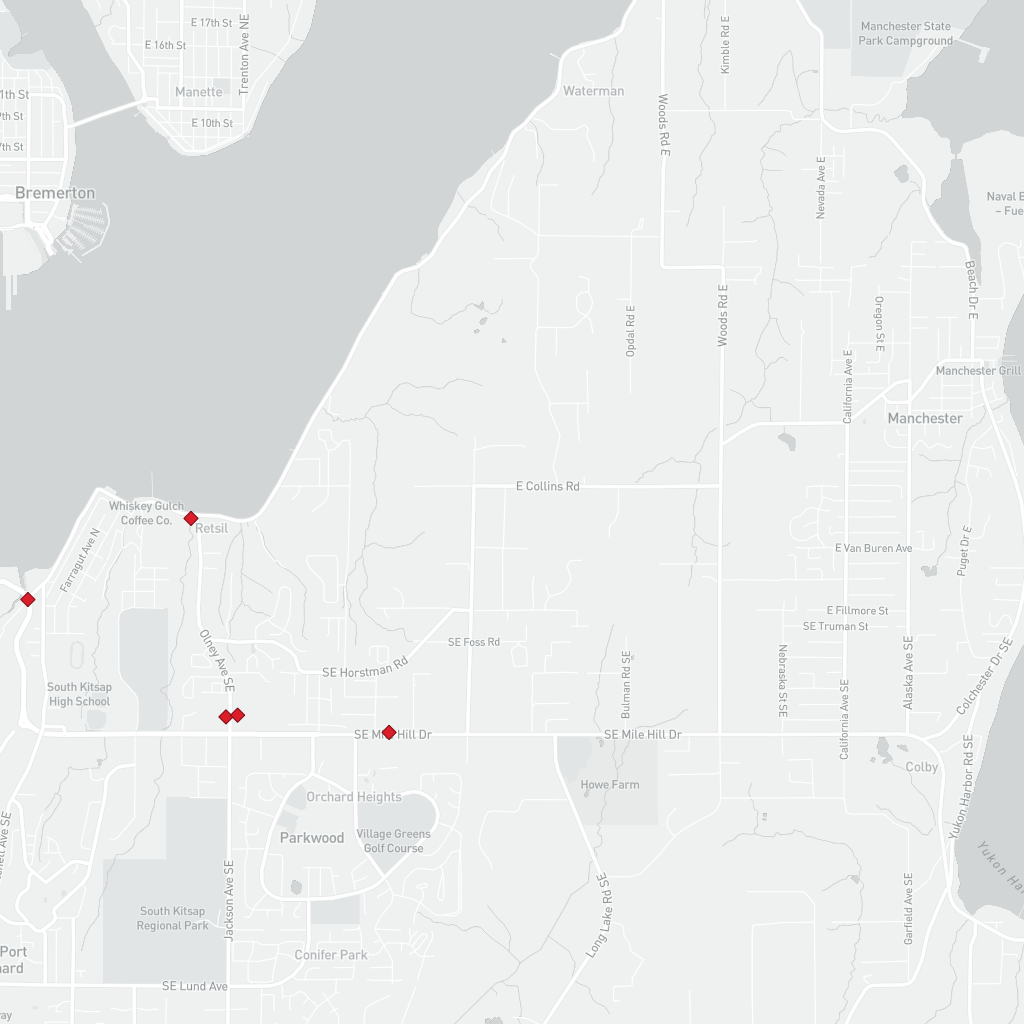 E 17th St
E 16th St
Trenton Ave NE
Manette
E 10th St
Kimble Rd E
Manchester State
Park Campground
Waterman
Woods Rd E
Bremerton
Nevada Ave E
Beach Dr E
Woods Rd E
Opdal Rd E
Oregon St E
California Ave E
Manchester Grill
Manchester
E Collins Rd
Whiskey Gulch
Coffee Co.
Retsil
Farragut Ave N
E Van Buren Ave
Puget Dr E
E Fillmore St
SE Truman St
SE Foss Rd
SE Horstman Rd
Olney Ave SE
Bulman Rd SE
Nebraska St SE
California Ave SE
Alaska Ave SE
Colchester Dr SE
South Kitsap
High School
SE Mile Hill Dr
SE Mile Hill Dr
Colby
Yukon Harbor Rd SE
Howe Farm
Orchard Heights
Parkwood
Village Greens
Golf Course
Yukon
Jackson Ave SE
South Kitsap
Regional Park
Long Lake Rd SE
Garfield Ave SE
Port
Conifer Park
SE Lund Ave